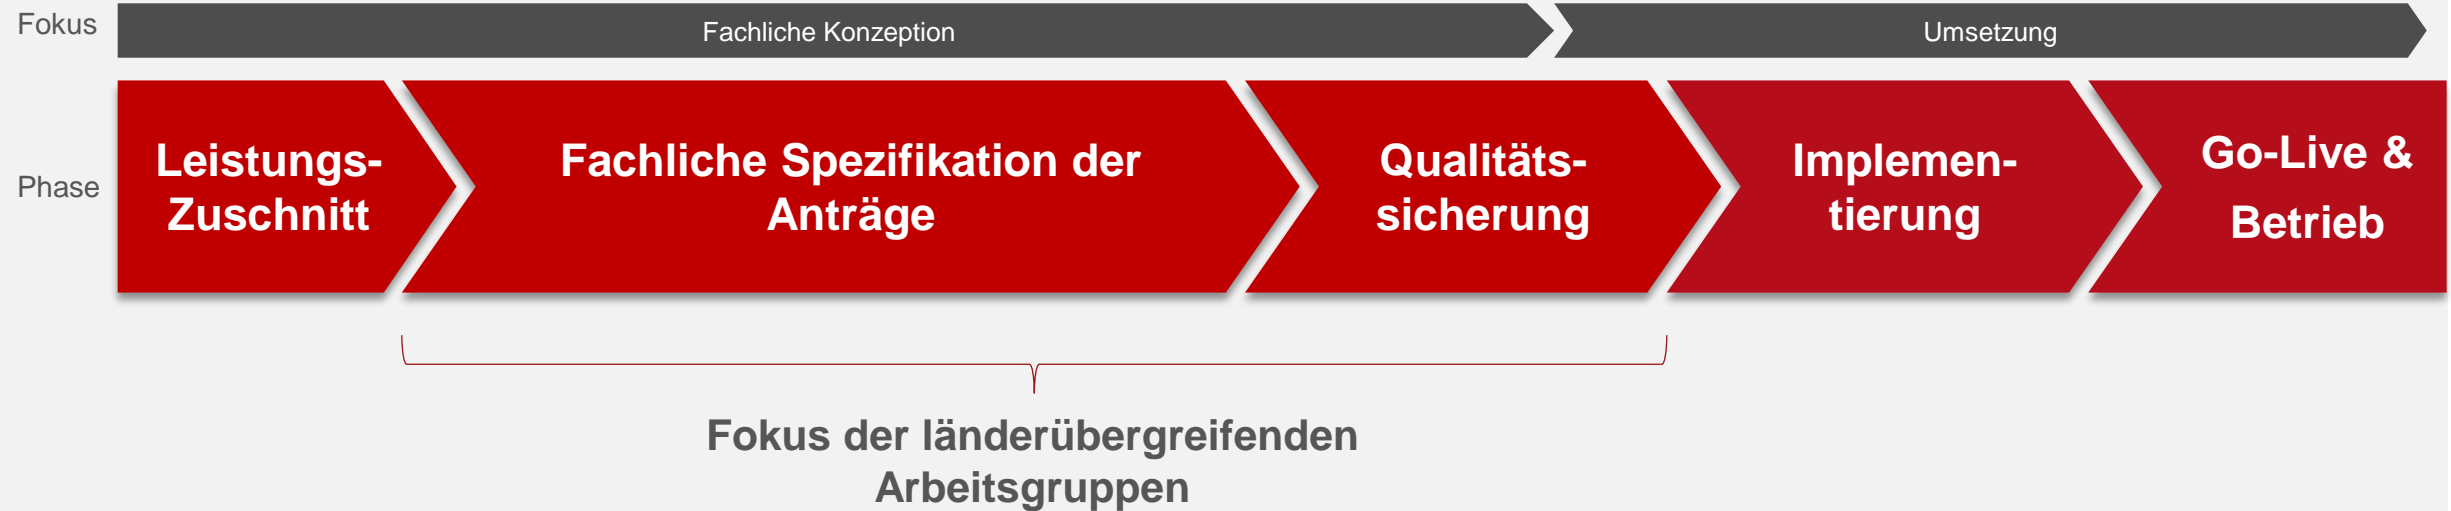 Fokus
Fachliche Konzeption
Umsetzung
Phase
Leistungs-
Zuschnitt
Fachliche Spezifikation der
Anträge
Qualitäts-
sicherung
Implemen-
tierung
Go-Live &
Betrieb
Fokus der länderübergreifenden
Arbeitsgruppen